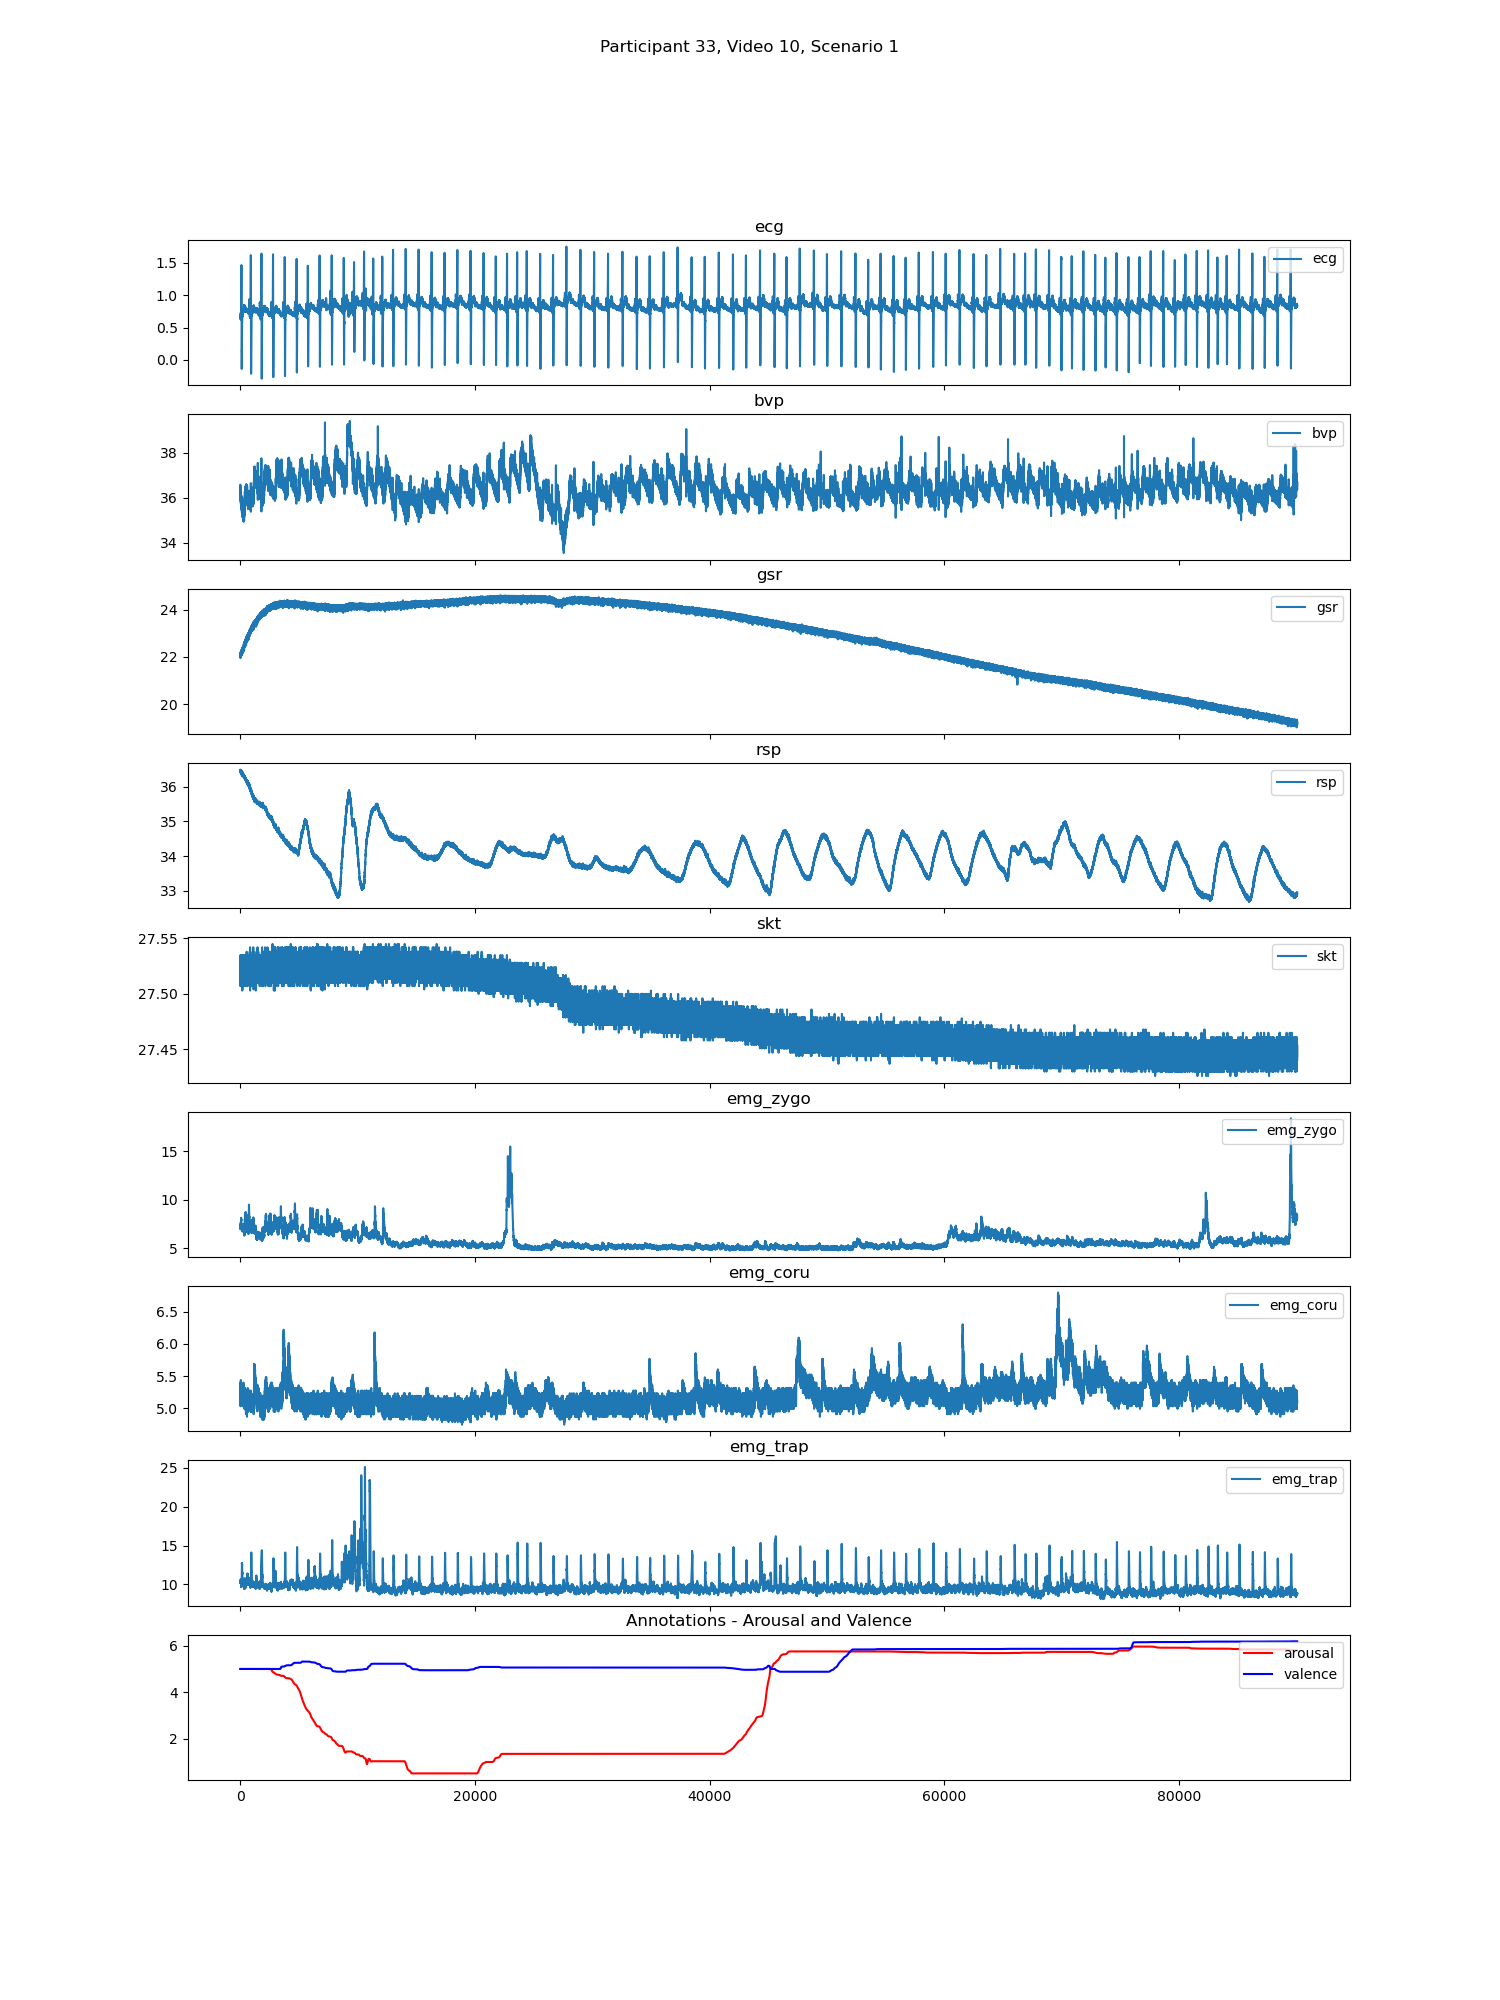 Participant 33, Video 10, Scenario 1
ecg
ecg
1.5
1.0
0.5
0.0
bvp
bvp
38
36
34
gsr
gsr
24
22
20
rsp
rsp
36
35
34
33
skt
skt
27.55
27.50
27.45
emg_zygo
emg_zygo
15
10
5
emg_coru
emg_coru
6.5
6.0
5.5
5.0
emg_trap
emg_trap
25
20
15
10
Annotations - Arousal and Valence
arousal
valence
6
4
2
0 20000 40000 60000 80000